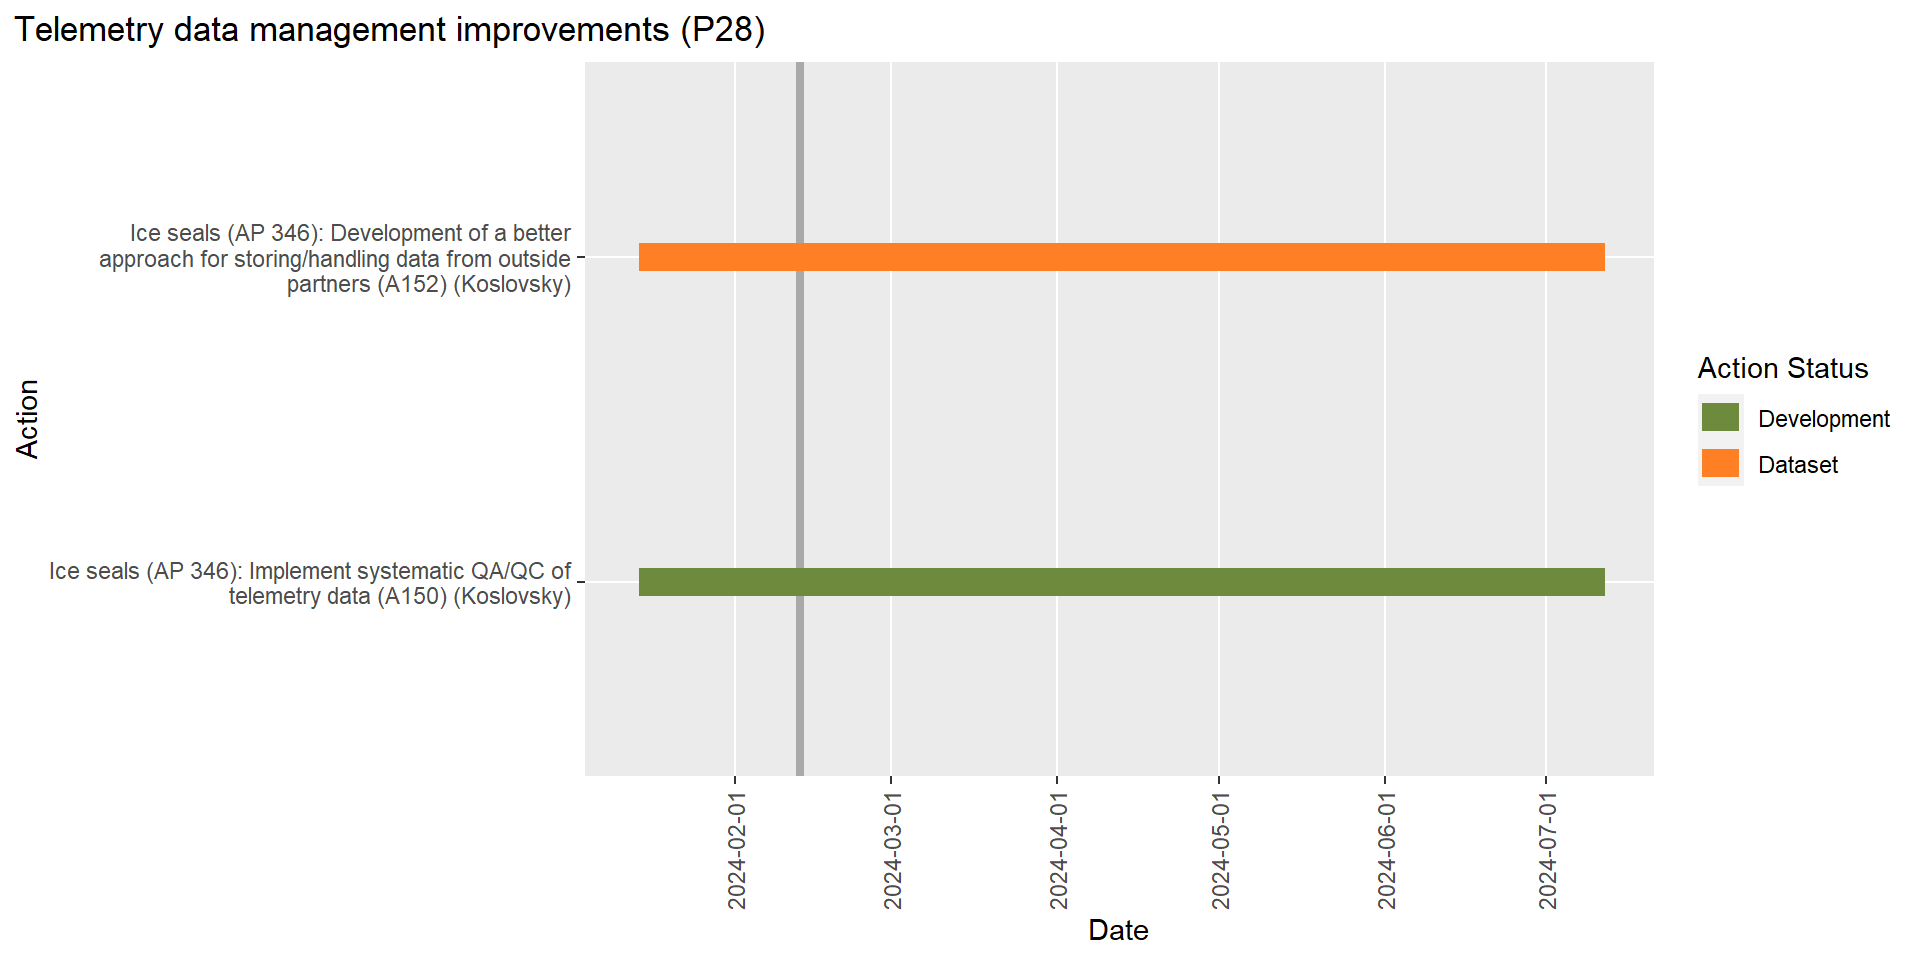 Telemetry data management improvements (P28)
Action
Ice seals (AP 346): Development of a better
approach for storing/handling data from outside
partners (A152) (Koslovsky)
Ice seals (AP 346): Implement systematic QA/QC of
telemetry data (A150) (Koslovsky)
2024-02-01
2024-03-01
2024-04-01
2024-05-01
2024-06-01
2024-07-01
Date
Action Status
Development
Dataset